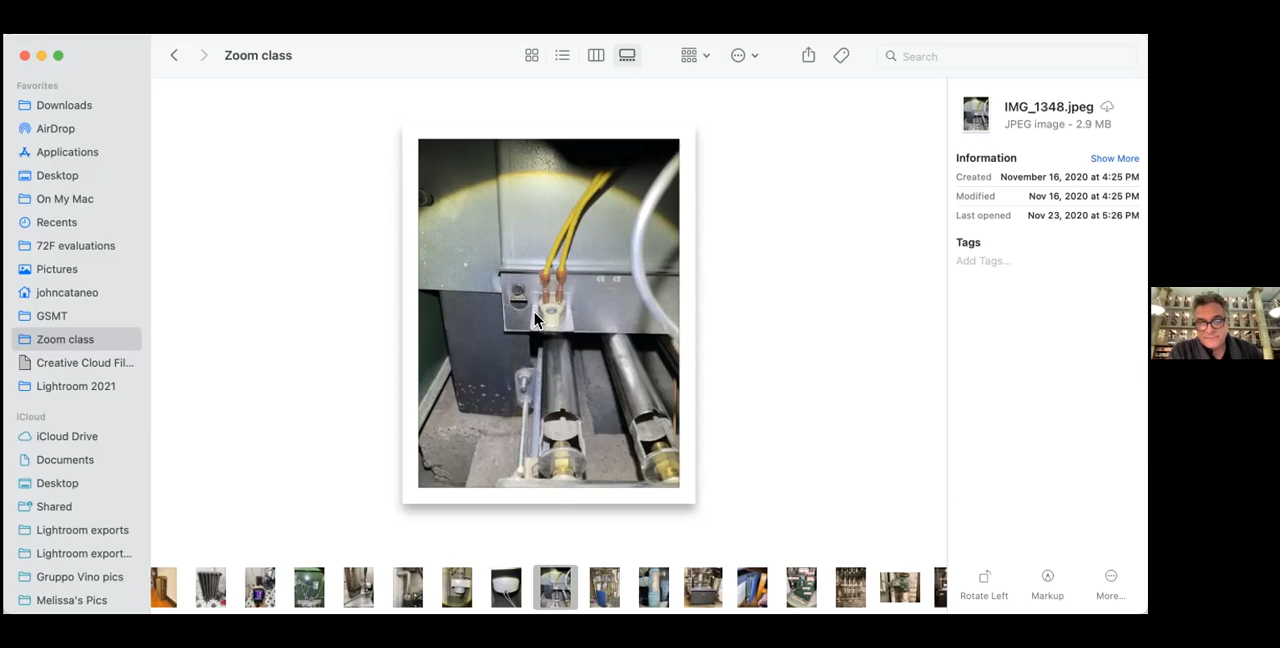 Zoom class
Search
Favorites
Downloads
AirDrop
Applications
Desktop
On My Mac
Recents
72F evaluations
Pictures
johncataneo
GSMT
Zoom class
Creative Cloud Fil...
Lightroom 2021
iCloud
iCloud Drive
Documents
Desktop
Shared
Lightroom exports
Lightroom export...
Gruppo Vino pics
Melissa's Pics
IMG_1348.jpeg
JPEG image - 2.9 MB
Information
Show More
Created November 16, 2020 at 4:25 PM
Modified Nov 16, 2020 at 4:25 PM
Last opened Nov 23, 2020 at 5:26 PM
Tags
Add Tags...
Rotate Left
Markup
More...